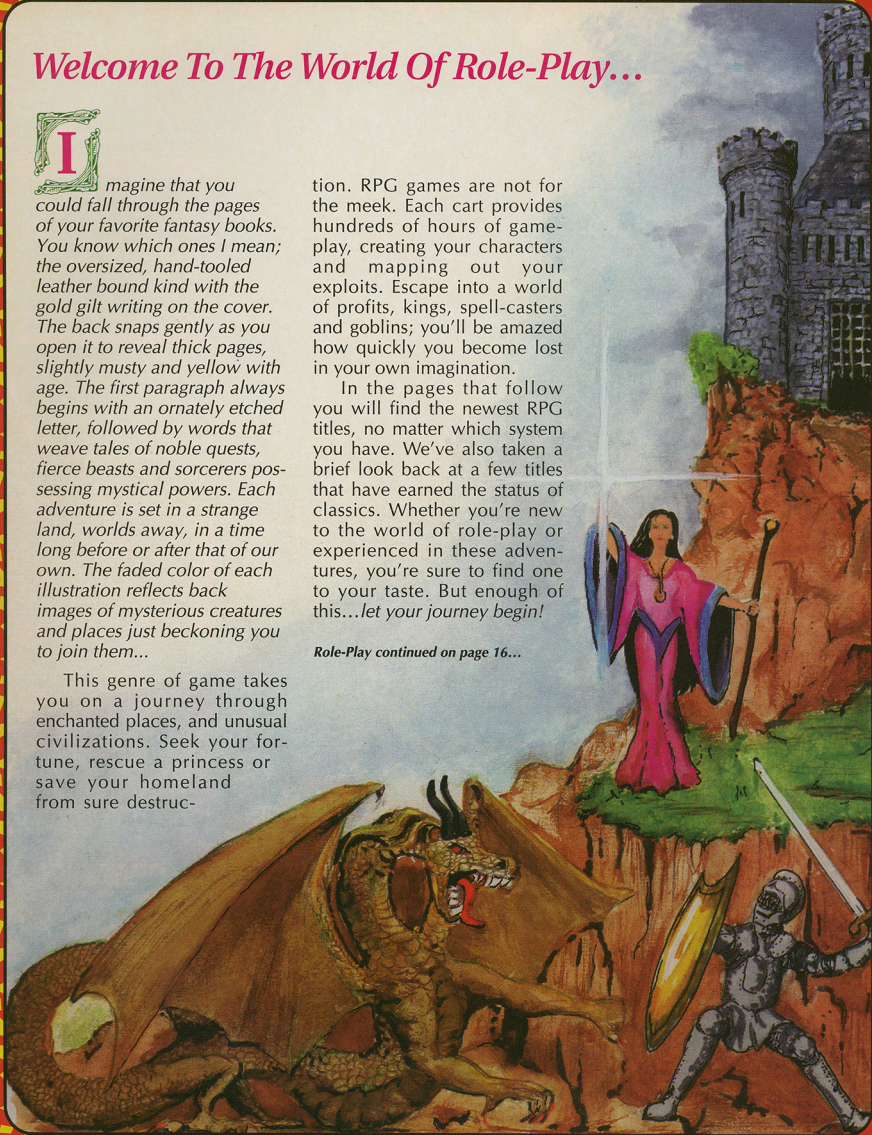 Welcome To The World Of Role-Play...
I
magine that you
could fall through the pages
of your favorite fantasy books.
You know which ones I mean;
the oversized, hand-tooled
leather bound kind with the
gold gilt writing on the cover.
The back snaps gently as you
open it to reveal thick pages,
slightly musty and yellow with
age. The first paragraph always
begins with an ornately etched
letter, followed by words that
weave tales of noble quests,
fierce beasts and sorcerers pos-
sessing mystical powers. Each
adventure is set in a strange
land, worlds away, in a time
long before or after that of our
own. The faded color of each
illustration reflects back
images of mysterious creatures
and places just beckoning you
to join them...
This genre of game takes
you on a journey through
enchanted places, and unusual
civilizations. Seek your for-
tune, rescue a princess or
save your homeland
from sure destruc-
tion. RPG games are not for
the meek. Each cart provides
hundreds of hours of game-
play, creating your characters
and mapping out your
exploits. Escape into a world
of profits, kings, spell-casters
and goblins; you'll be amazed
how quickly you become lost
in your own imagination.
In the pages that follow
you will find the newest RPG
titles, no matter which system
you have. We've also taken a
brief look back at a few titles
that have earned the status of
classics. Whether you're new
to the world of role-play or
experienced in these adven-
tures, you're sure to find one
to your taste. But enough of
this...let your journey begin!
Role-Play continued on page 16...